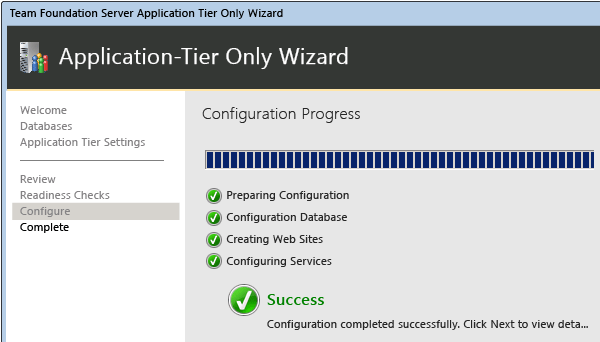 Team Foundation Server Application Tier Only Wizard
Application-Tier Only Wizard
Welcome
Databases
Application Tier Settings
Review
Readiness Checks
Configure
Complete
Configuration Progress
Preparing Configuration
Configuration Database
Creating Web Sites
Configuring Services
Success
Configuration completed successfully. Click Next to view deta...